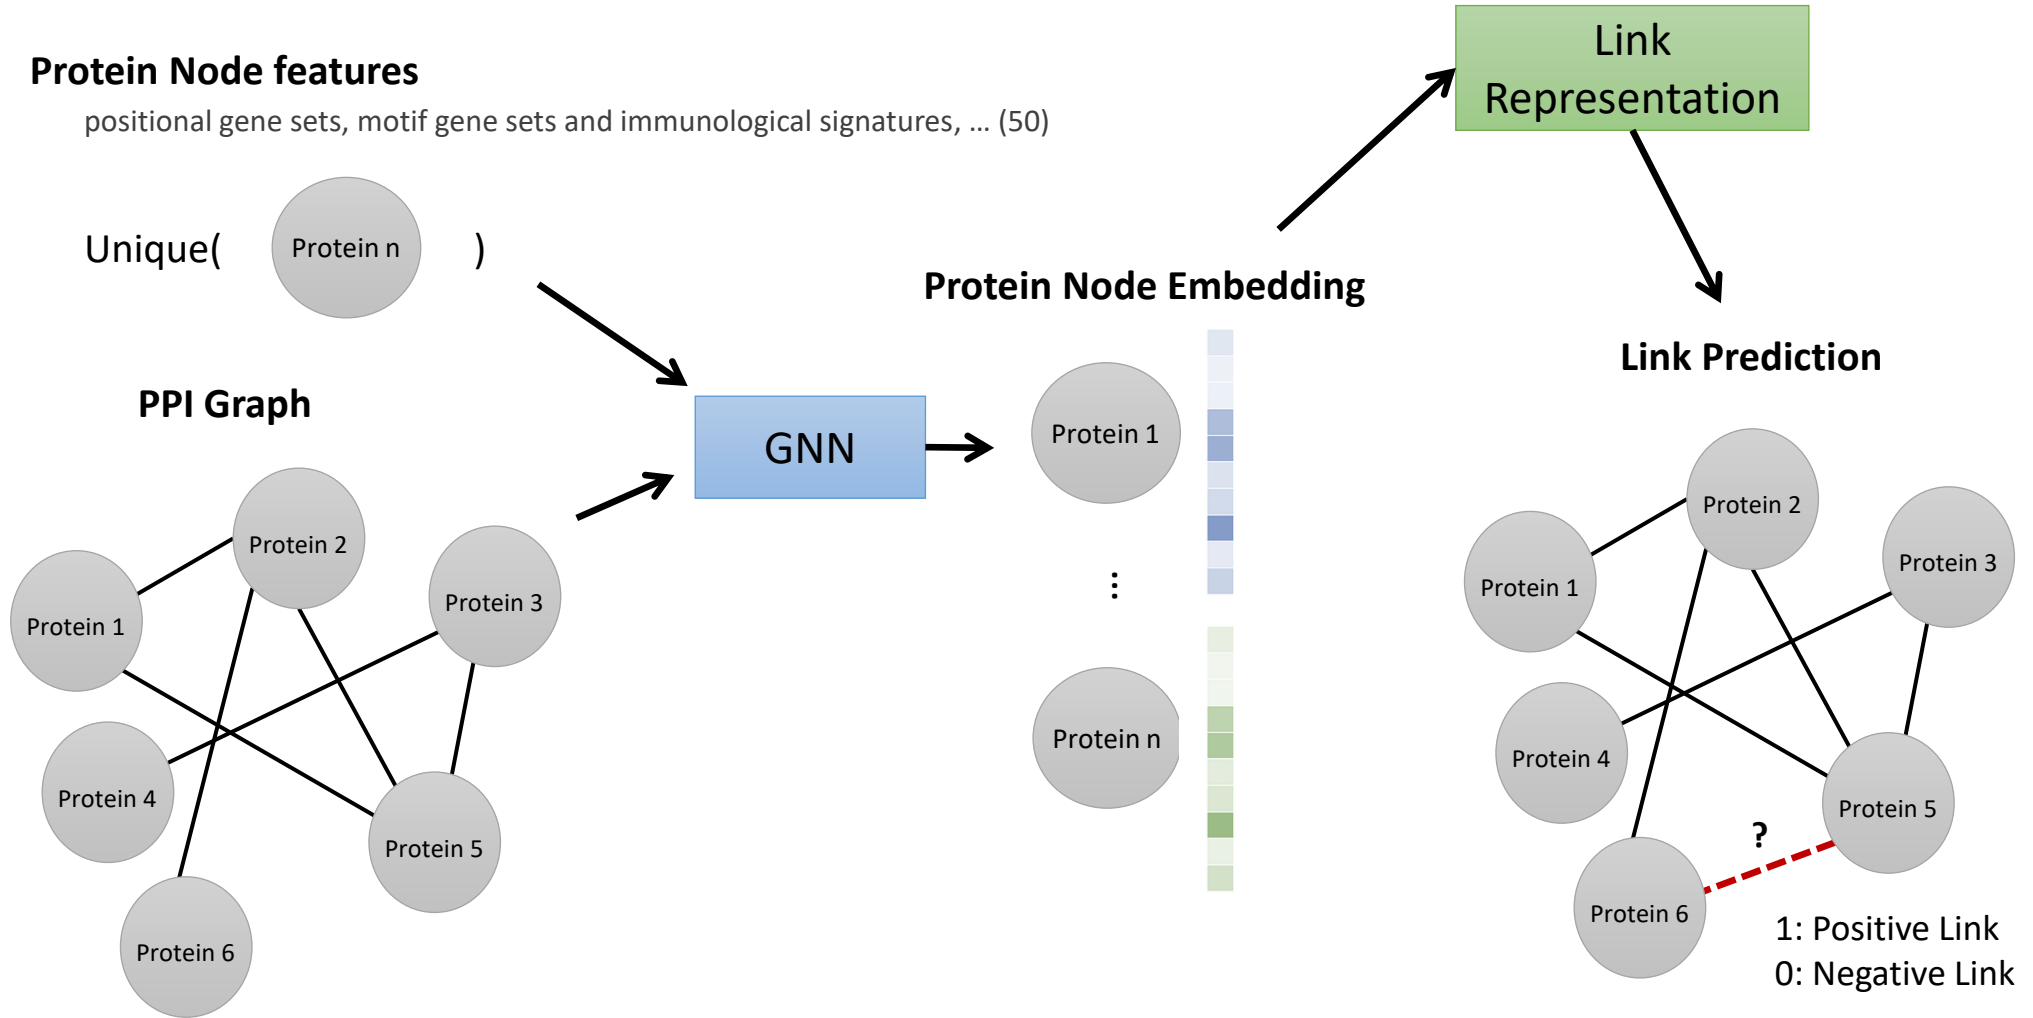 Protein Node features
positional gene sets, motif gene sets and immunological signatures, ... (50)
Unique(
Protein n
)
PPI Graph
Protein 1
Protein 2
Protein 3
Protein 4
Protein 5
Protein 6
GNN
Protein Node Embedding
Protein 1
...
Protein n
Link
Representation
Link Prediction
Protein 1
Protein 2
Protein 3
Protein 4
Protein 5
Protein 6
?
1: Positive Link
0: Negative Link